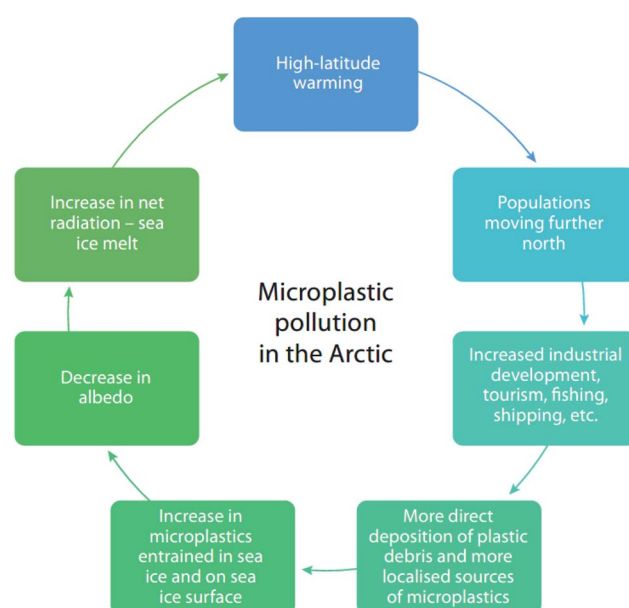 High-latitude
warming
Populations
moving further
north
Increased industrial
development,
tourism, fishing,
shipping, etc.
More direct
deposition of plastic
debris and more
localised sources
of microplastics
Increase in
microplastics
entrained in sea
ice and on sea
ice surface
Decrease in
albedo
Increase in net
radiation – sea
ice melt
Microplastic
pollution
in the Arctic